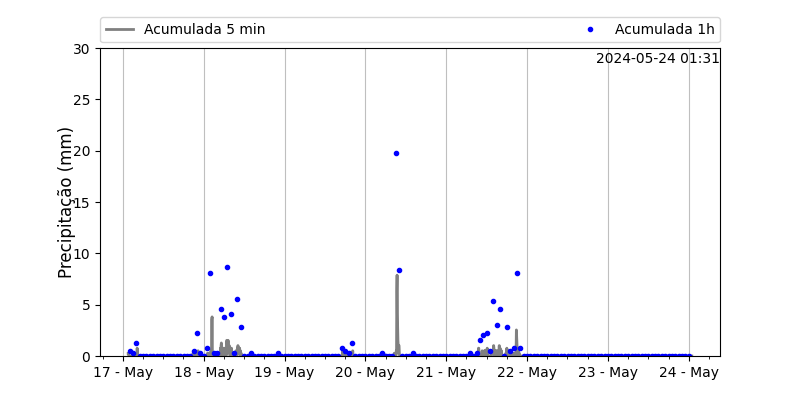 Acumulada 5 min
Acumulada 1h
2024-05-24 01:31
Precipitação (mm)
30
25
20
15
10
5
0
17 - May 18 - May 19 - May 20 - May 21 - May 22 - May 23 - May 24 - May